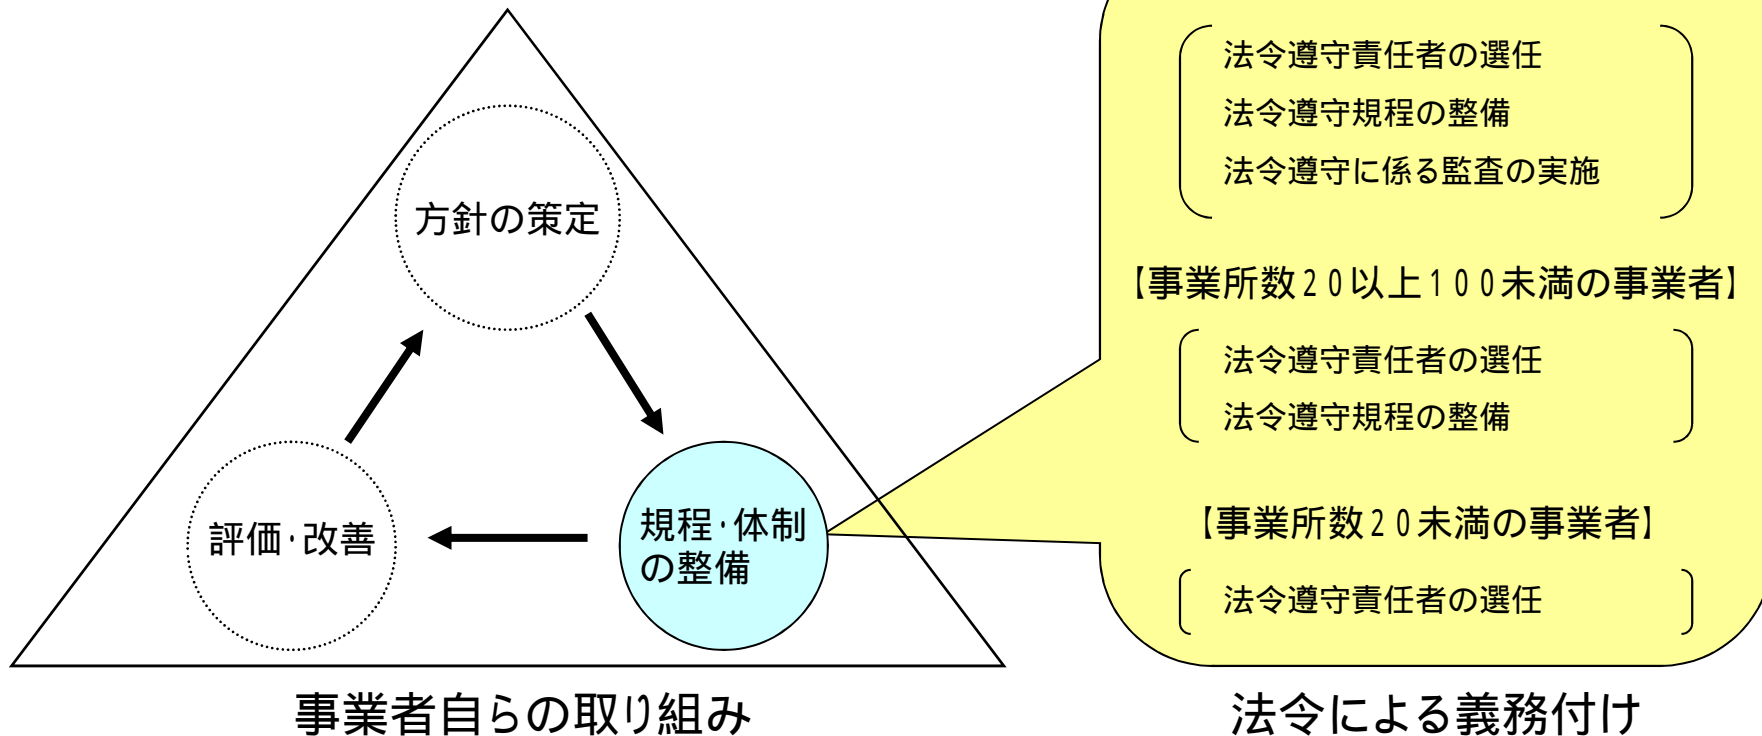 方針の策定
評価・改善
規程・体制
の整備
事業者自らの取り組み
法令遵守責任者の選任
法令遵守規程の整備
法令遵守に係る監査の実施
【事業所数20以上100未満の事業者】
法令遵守責任者の選任
法令遵守規程の整備
【事業所数20未満の事業者】
法令遵守責任者の選任
法令による義務付け